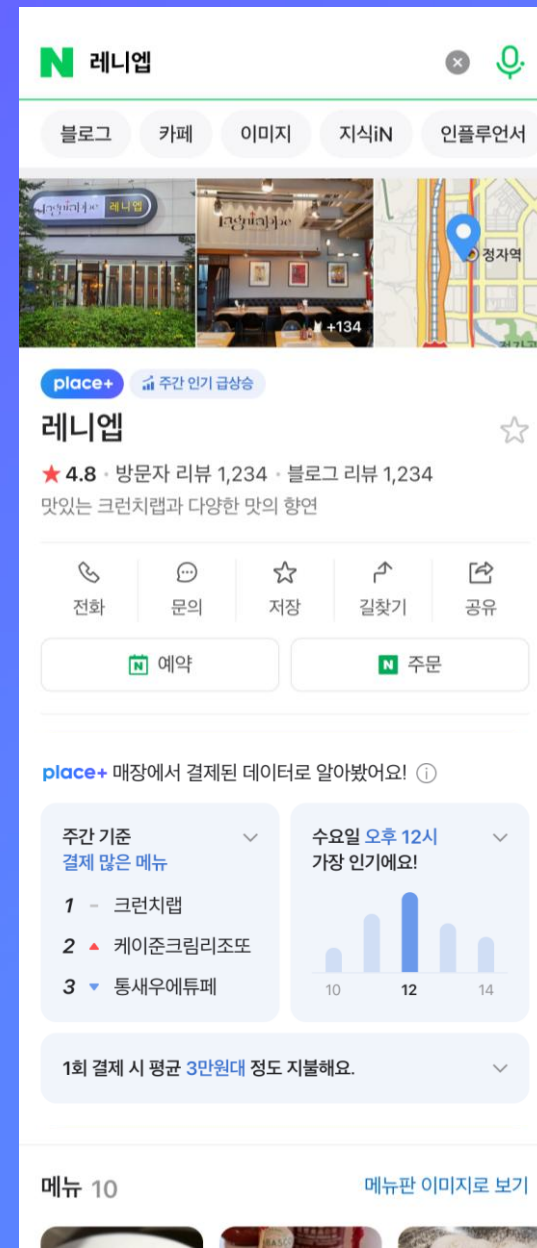 N 레니엡
블로그 카페 이미지 지식iN 인플루언서
Lagniappe 레니엡
Lagniappe
+134
정자역
place+ 주간 인기 급상승
레니엡
4.8 · 방문자 리뷰 1,234 · 블로그 리뷰 1,234
맛있는 크런치랩과 다양한 맛의 향연
전화 문의 저장 길찾기 공유
N 예약 N 주문
place+ 매장에서 결제된 데이터로 알아봤어요!
주간 기준
결제 많은 메뉴
1 – 크런치랩
2 케이준크림리조또
3 통새우에튜페
수요일 오후 12시
가장 인기에요!
10 12 14
1회 결제 시 평균 3만원대 정도 지불해요.
메뉴 10 메뉴판 이미지로 보기